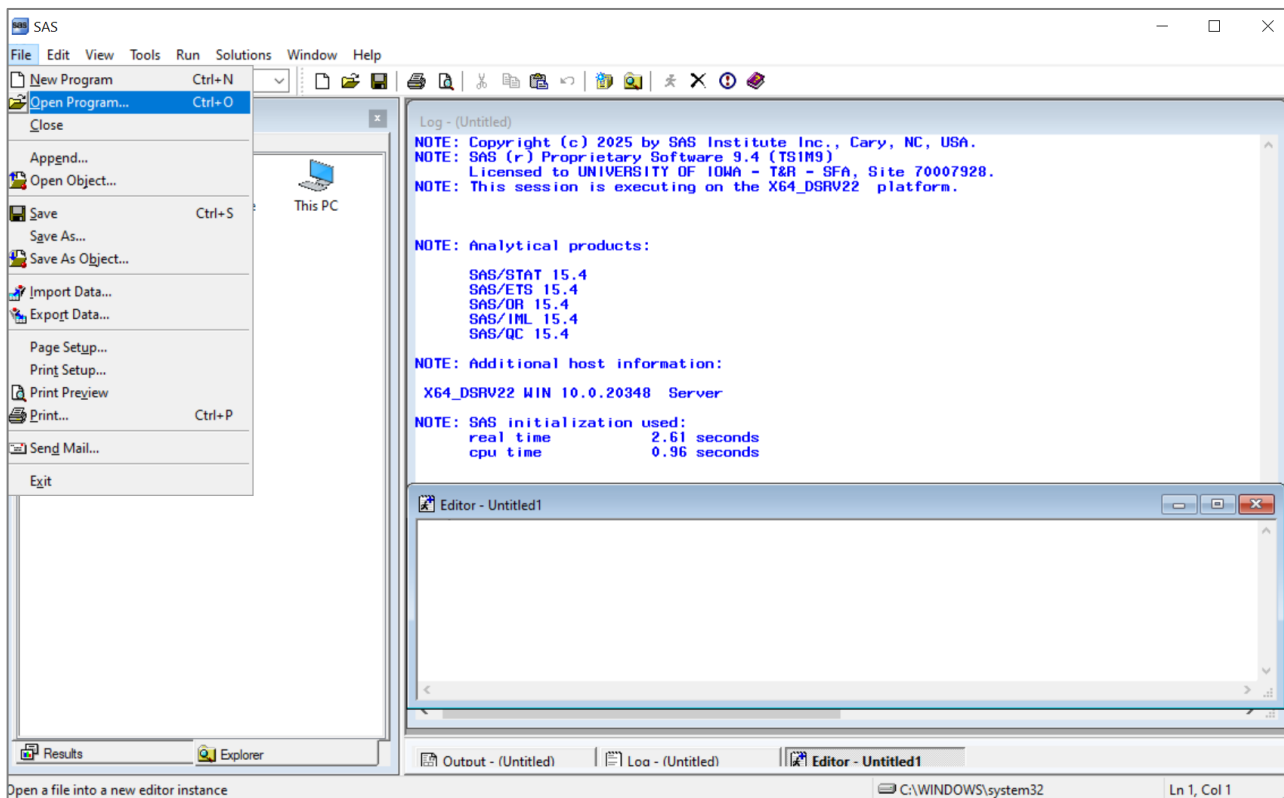 SAS
File Edit View Tools Run Solutions Window Help
New Program Ctrl+N
Open Program... Ctrl+O
Close
Append...
Open Object...
Save Ctrl+S
Save As...
Save As Object...
Import Data...
Export Data...
Page Setup...
Print Setup...
Print Preview
Print... Ctrl+P
Send Mail...
Exit
This PC
Results
Explorer
Log - (Untitled)
NOTE: Copyright (c) 2025 by SAS Institute Inc., Cary, NC, USA.
NOTE: SAS (r) Proprietary Software 9.4 (TS1M9)
Licensed to UNIVERSITY OF IOWA - T&R - SFA, Site 70007928.
NOTE: This session is executing on the X64_DSRV22  platform.
NOTE: Analytical products:
SAS/STAT 15.4
SAS/ETS 15.4
SAS/OR 15.4
SAS/IML 15.4
SAS/QC 15.4
NOTE: Additional host information:
X64_DSRV22 WIN 10.0.20348  Server
NOTE: SAS initialization used:
real time 2.61 seconds
cpu time 0.96 seconds
Editor - Untitled1
Output - (Untitled)
Log - (Untitled)
Editor - Untitled1
Open a file into a new editor instance
C:\WINDOWS\system32
Ln 1, Col 1